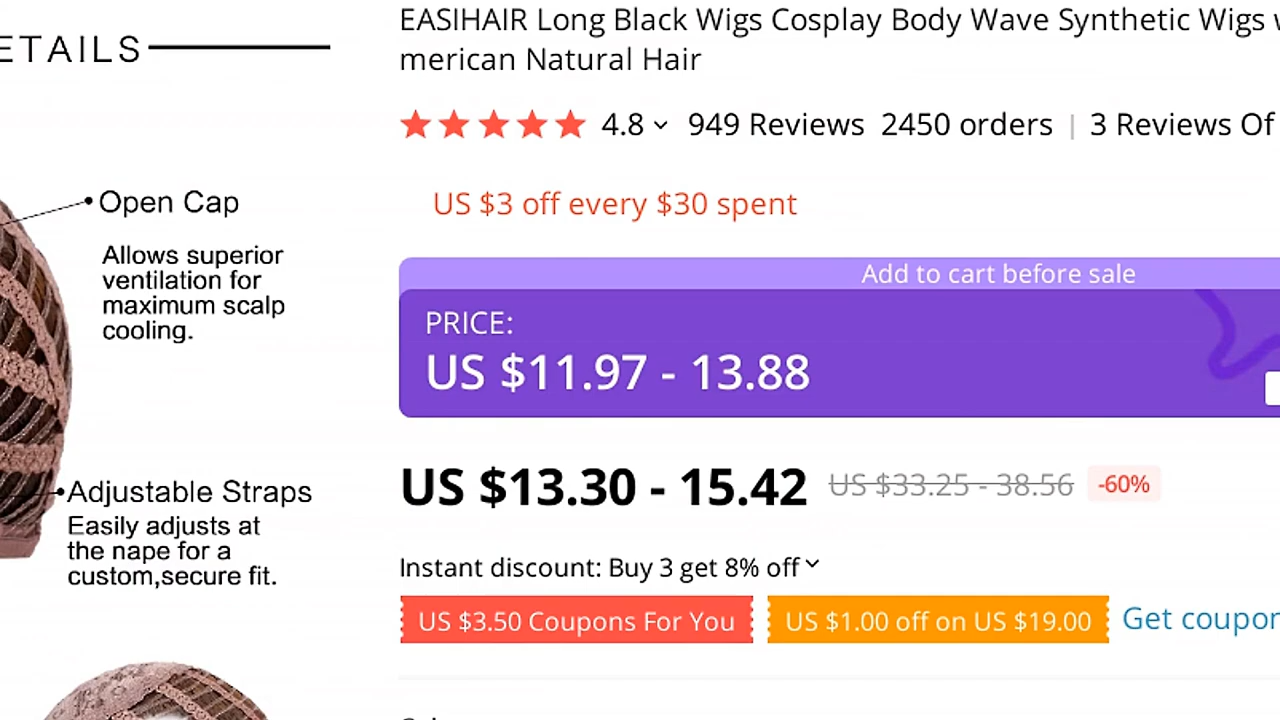 ETAILS
Open Cap
Allows superior
ventilation for
maximum scalp
cooling.
Adjustable Straps
Easily adjusts at
the nape for a
custom,secure fit.
EASIHAIR Long Black Wigs Cosplay Body Wave Synthetic Wigs
merican Natural Hair
4.8 949 Reviews 2450 orders | 3 Reviews Of
US $3 off every $30 spent
Add to cart before sale
PRICE:
US $11.97 - 13.88
US $13.30 - 15.42 US $33.25 - 38.56 -60%
Instant discount: Buy 3 get 8% off
US $3.50 Coupons For You US $1.00 off on US $19.00 Get coupon